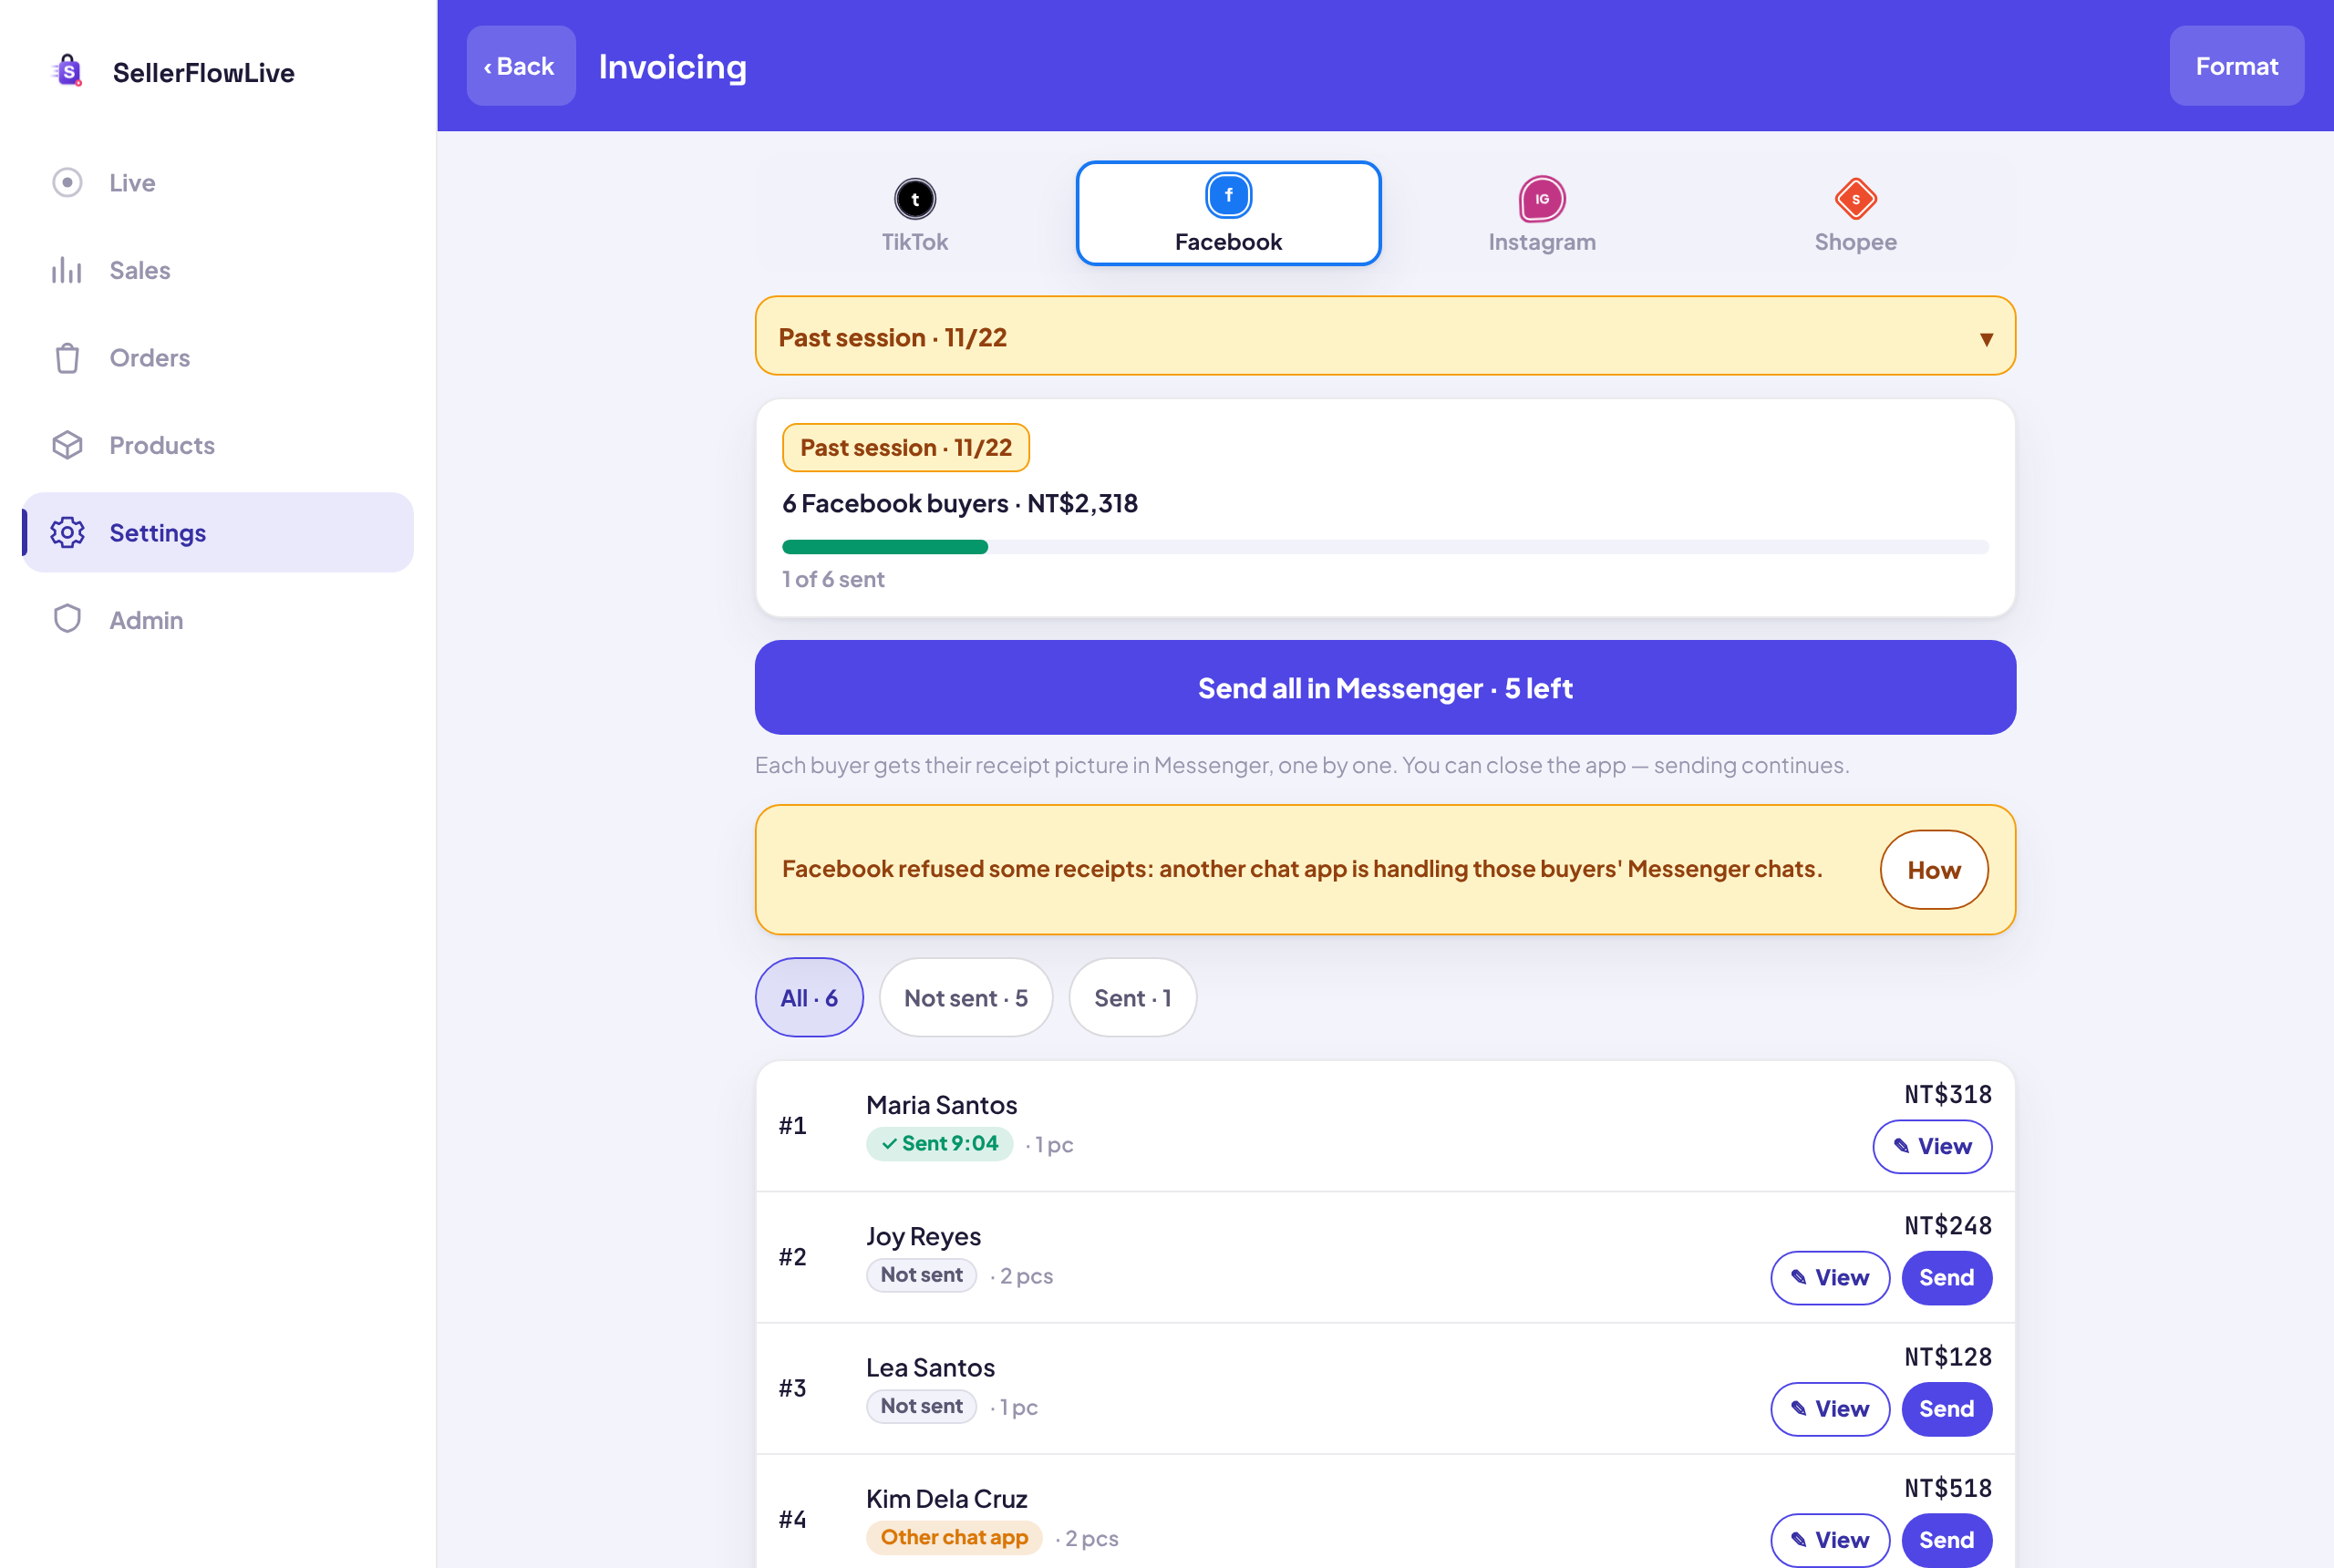 SellerFlowLive
Live
Sales
Orders
Products
Settings
Admin
‹ Back
Invoicing
Format
t
TikTok
f
Facebook
IG
Instagram
S
Shopee
Past session · 11/22 ▼
Past session · 11/22
6 Facebook buyers · NT$2,318
1 of 6 sent
Send all in Messenger · 5 left
Each buyer gets their receipt picture in Messenger, one by one. You can close the app — sending continues.
Facebook refused some receipts: another chat app is handling those buyers' Messenger chats.
How
All · 6
Not sent · 5
Sent · 1
#1
Maria Santos
✓ Sent 9:04 · 1 pc
NT$318
✎ View
#2
Joy Reyes
Not sent · 2 pcs
NT$248
✎ View
Send
#3
Lea Santos
Not sent · 1 pc
NT$128
✎ View
Send
#4
Kim Dela Cruz
Other chat app · 2 pcs
NT$518
✎ View
Send